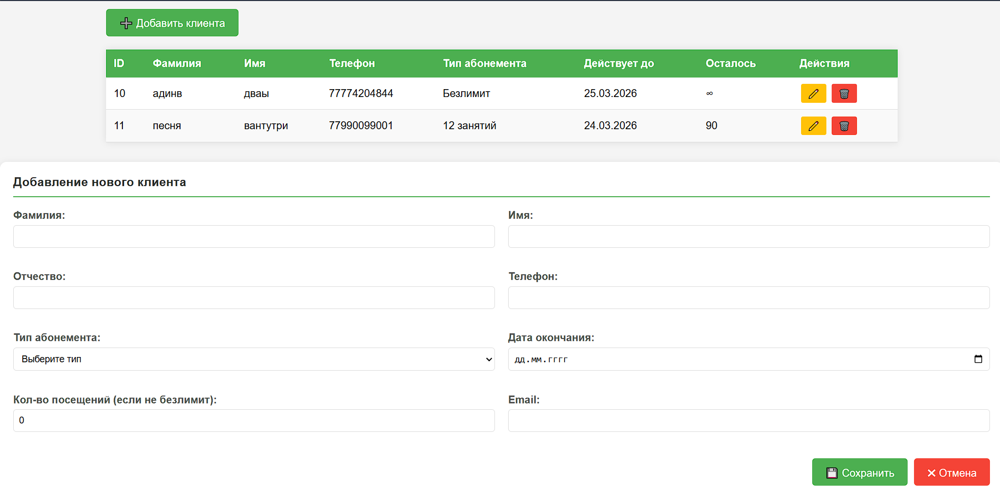 ➕ Добавить клиента
ID Фамилия Имя Телефон Тип абонемента Действует до Осталось Действия
10 адинв дваы 77774204844 Безлимит 25.03.2026 ∞
11 песня вантутри 77990099001 12 занятий 24.03.2026 90
Добавление нового клиента
Фамилия: Имя:
Отчество: Телефон:
Тип абонемента: Дата окончания:
Выберите тип дд.мм.гггг
Кол-во посещений (если не безлимит): Email:
0
Сохранить ✕ Отмена